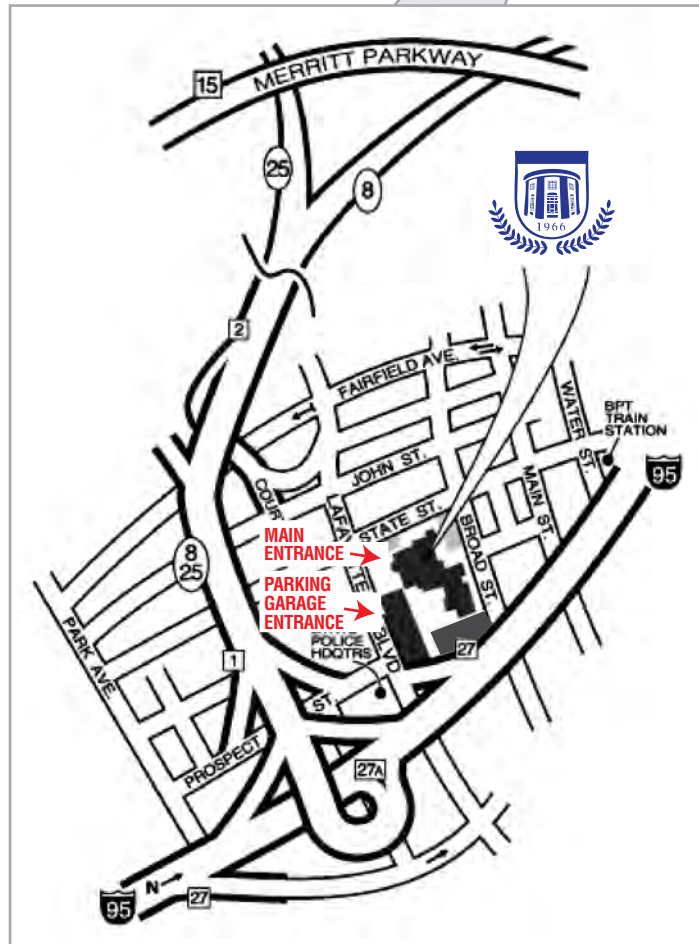 15
MERRITT PARKWAY
25
8
1966
2
FAIRFIELD AVE.
WATER ST.
BPT
TRAIN
STATION
95
JOHN ST.
MAIN ST.
STATE ST.
BROAD ST.
MAIN
ENTRANCE
8
25
PARKING
GARAGE
ENTRANCE
BLVD
POLICE
HDQTRS
27
PARK AVE.
1
PROSPECT ST.
27A
N
27
95